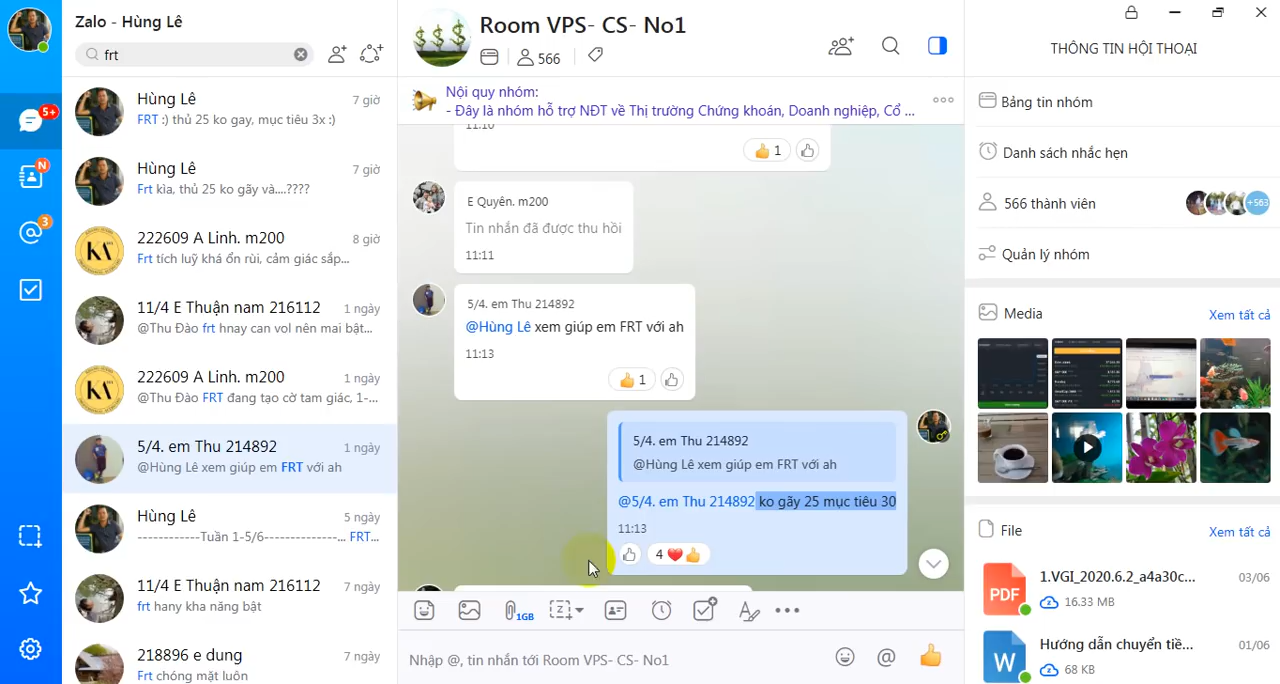 Zalo - Hùng Lê
frt
5+
N
3
Hùng Lê
7 giờ
FRT :) thủ 25 ko gay, mục tiêu 3x :)
Hùng Lê
7 giờ
Frt kìa, thủ 25 ko gãy và....????
222609 A Linh. m200
8 giờ
Frt tích luỹ khá ổn rùi, cảm giác sắp...
11/4 E Thuận nam 216112
1 ngày
@Thu Đào frt hnay can vol nên mai bật...
222609 A Linh. m200
1 ngày
@Thu Đào FRT đang tạo cờ tam giác, 1-...
5/4. em Thu 214892
1 ngày
@Hùng Lê xem giúp em FRT với ah
Hùng Lê
5 ngày
------------Tuần 1-5/6--------------... FRT...
11/4 E Thuận nam 216112
7 ngày
frt hany kha năng bật
218896 e dung
7 ngày
Frt chóng mặt luôn
Room VPS- CS- No1
566
Nội quy nhóm:
- Đây là nhóm hỗ trợ NĐT về Thị trường Chứng khoán, Doanh nghiệp, Cổ ...
11:10
1
E Quyên. m200
Tin nhắn đã được thu hồi
11:11
5/4. em Thu 214892
@Hùng Lê xem giúp em FRT với ah
11:13
1
5/4. em Thu 214892
@Hùng Lê xem giúp em FRT với ah
@5/4. em Thu 214892 ko gãy 25 mục tiêu 30
11:13
4
1GB
Nhập @, tin nhắn tới Room VPS- CS- No1
THÔNG TIN HỘI THOẠI
Bảng tin nhóm
Danh sách nhắc hẹn
566 thành viên
+563
Quản lý nhóm
Media
Xem tất cả
File
Xem tất cả
PDF
1.VGI_2020.6.2_a4a30c...
03/06
16.33 MB
W
Hướng dẫn chuyển tiề...
01/06
68 KB